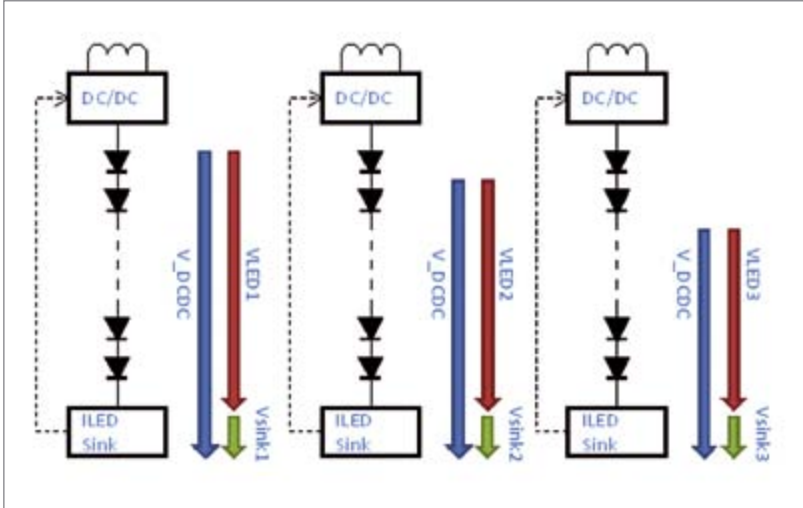 DC/DC
DC/DC
DC/DC
V_DCDC
VLED1
V_DCDC
VLED2
V_DCDC
VLED3
ILED
Sink
Vsink1
ILED
Sink
Vsink2
ILED
Sink
Vsink3